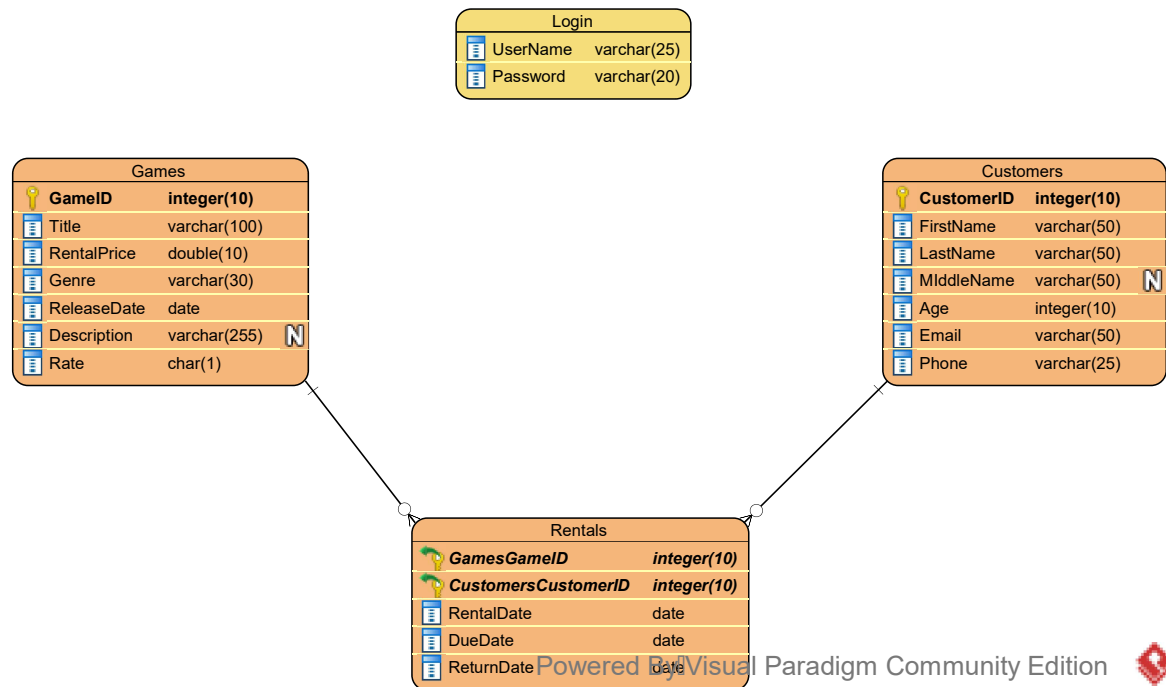 Login
UserName varchar(25)
Password varchar(20)
Games
GameID integer(10)
Title varchar(100)
RentalPrice double(10)
Genre varchar(30)
ReleaseDate date
Description varchar(255) N
Rate char(1)
Customers
CustomerID integer(10)
FirstName varchar(50)
LastName varchar(50)
MIddleName varchar(50) N
Age integer(10)
Email varchar(50)
Phone varchar(25)
Rentals
GamesGameID integer(10)
CustomersCustomerID integer(10)
RentalDate date
DueDate date
ReturnDate date
Powered By Visual Paradigm Community Edition